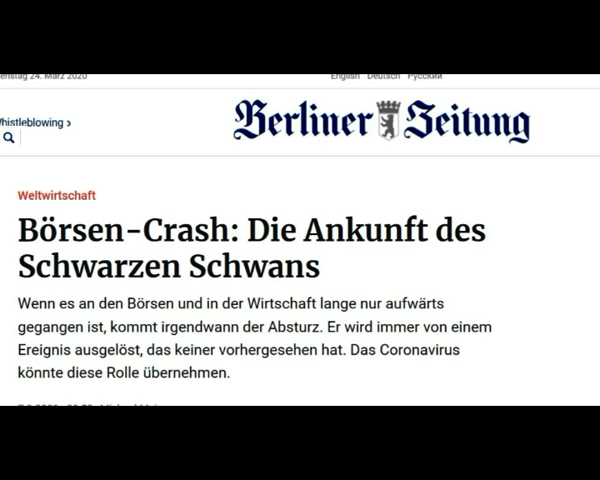 enstag 24. März 2020 English Deutsch Русский
Whistleblowing ›
Berliner Zeitung
Weltwirtschaft
Börsen-Crash: Die Ankunft des
Schwarzen Schwans
Wenn es an den Börsen und in der Wirtschaft lange nur aufwärts
gegangen ist, kommt irgendwann der Absturz. Er wird immer von einem
Ereignis ausgelöst, das keiner vorhergesehen hat. Das Coronavirus
könnte diese Rolle übernehmen.